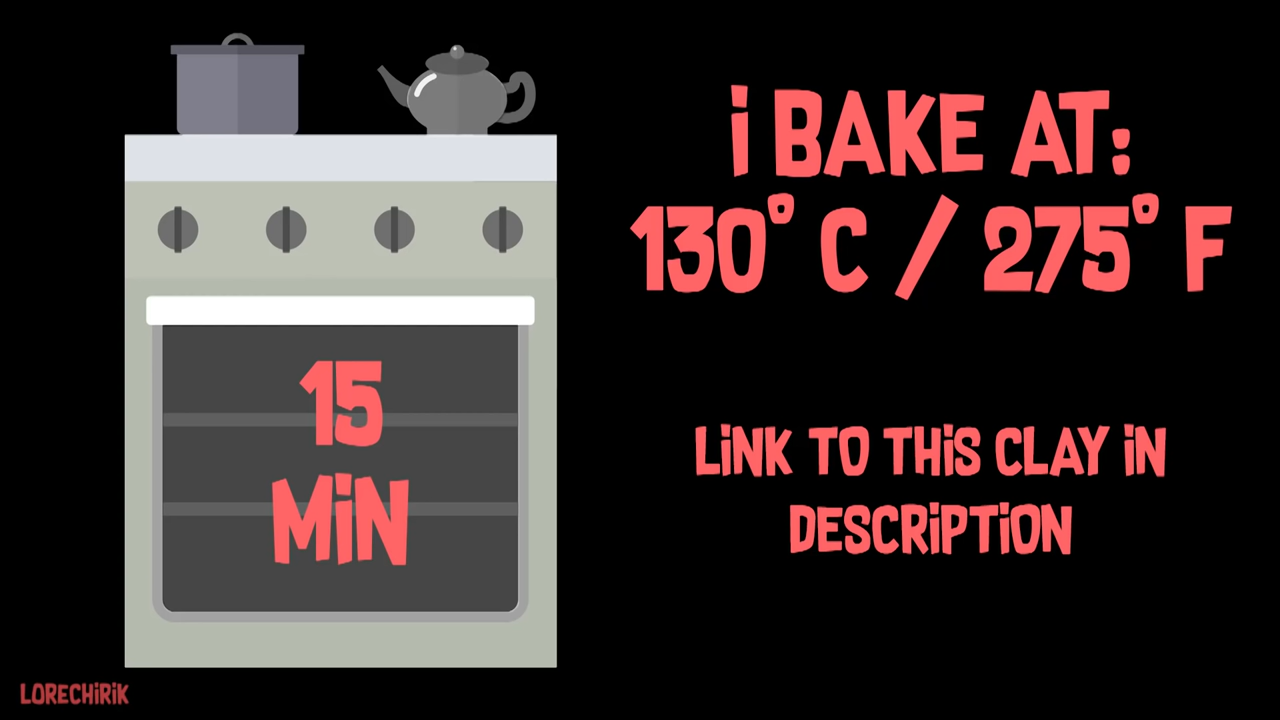 i BAKE AT:
130° C / 275° F
15
MiN
LiNK TO THiS CLAY iN
DESCRiPTiON
LORECHiRiK